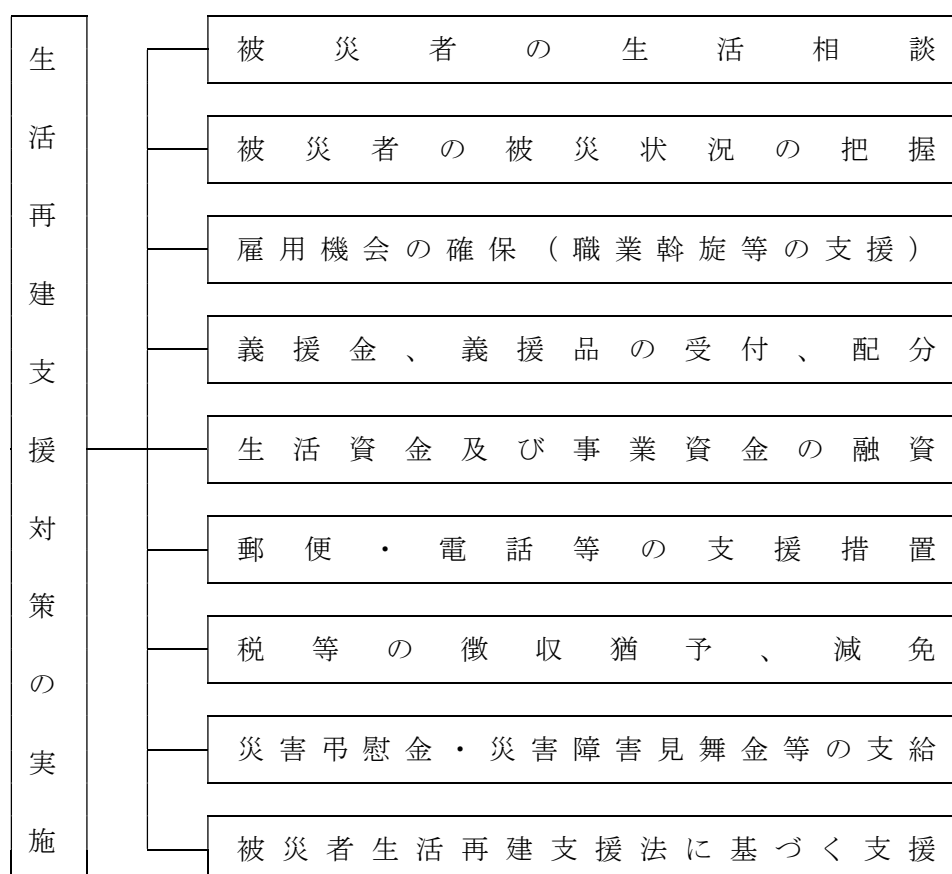 生活再建支援対策の実施
被災者の生活相談
被災者の被災状況の把握
雇用機会の確保（職業斡旋等の支援）
義援金、義援品の受付、配分
生活資金及び事業資金の融資
郵便・電話等の支援措置
税等の徴収猶予、減免
災害弔慰金・災害障害見舞金等の支給
被災者生活再建支援法に基づく支援